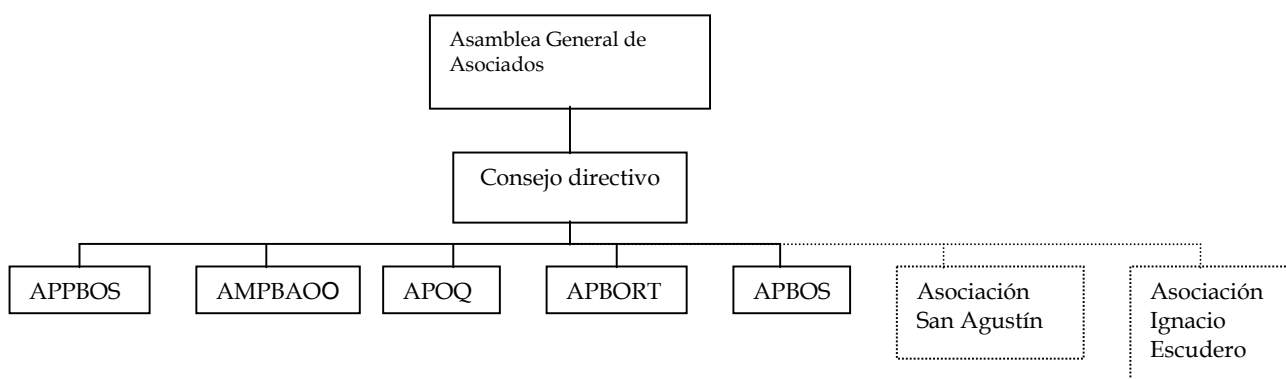 Asamblea General de
Asociados
Consejo directivo
APPBOS
AMPBAOO
APOQ
APBORT
APBOS
Asociación
San Agustín
Asociación
Ignacio
Escudero